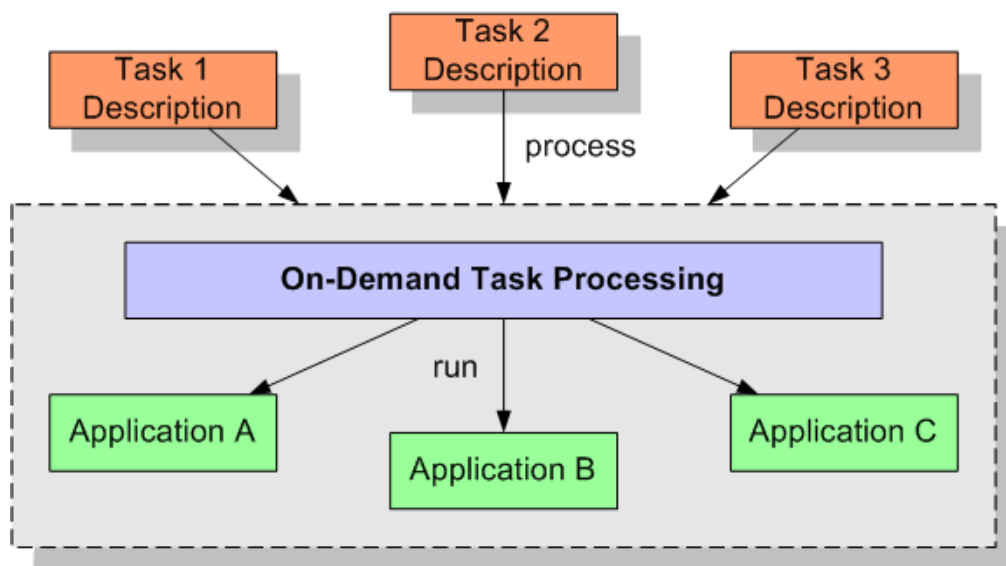 Task 1
Description
Task 2
Description
Task 3
Description
process
On-Demand Task Processing
run
Application A
Application B
Application C